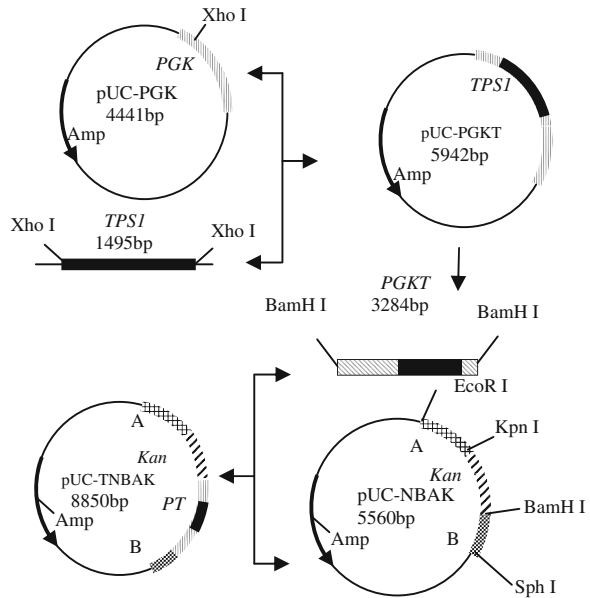 Xho I
PGK
pUC-PGK
4441bp
Amp
TPS1
pUC-PGKT
5942bp
Amp
Xho I
TPS1
1495bp
Xho I
PGKT
3284bp
BamH I
BamH I
EcoR I
A
Kan
pUC-TNBAK
8850bp
PT
Amp
B
A
Kpn I
Kan
pUC-NBAK
5560bp
BamH I
Amp
B
Sph I